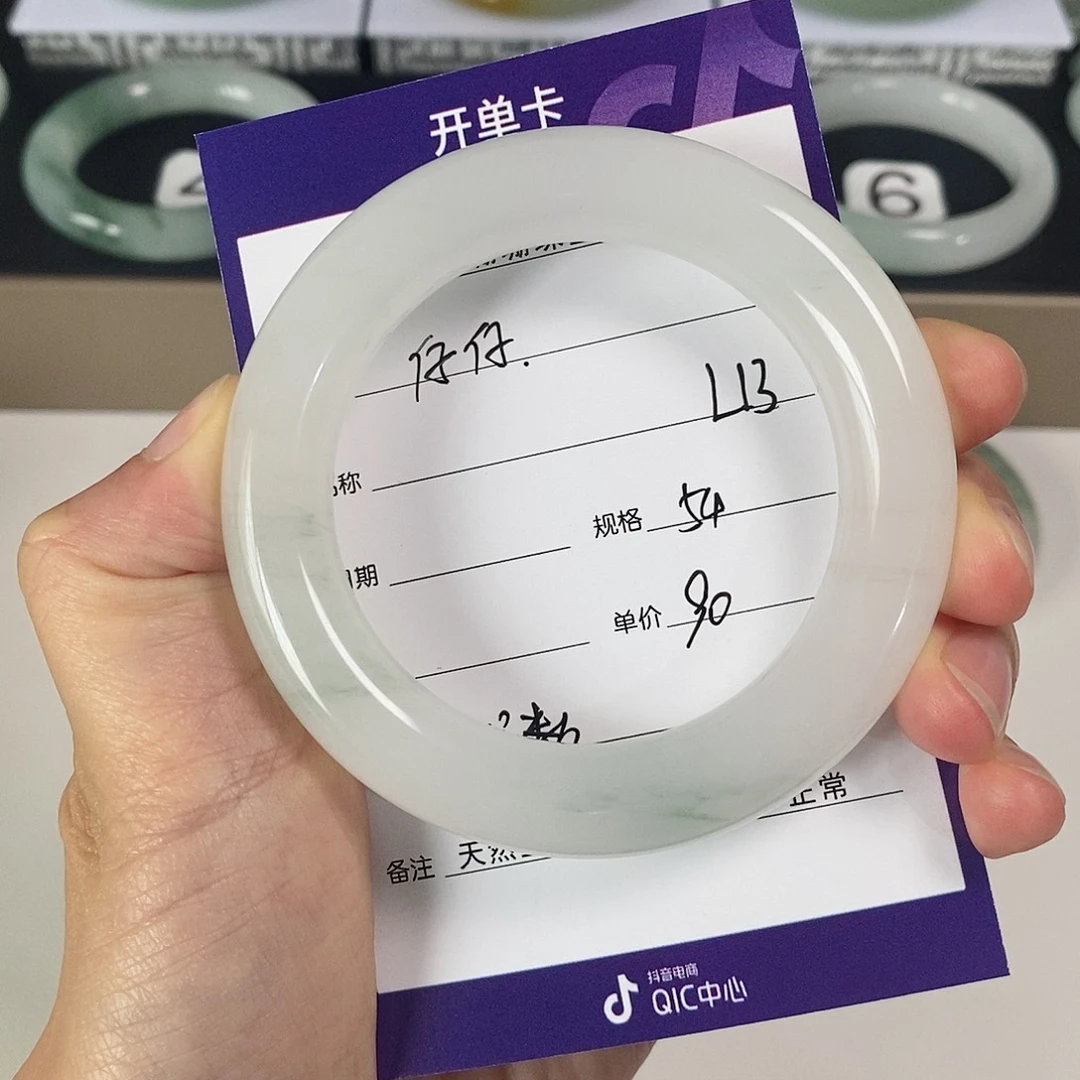 开单卡
仔仔.
L13
称
规格 54
期
单价 90
正常
备注 天然
抖音电商
QIC中心
6